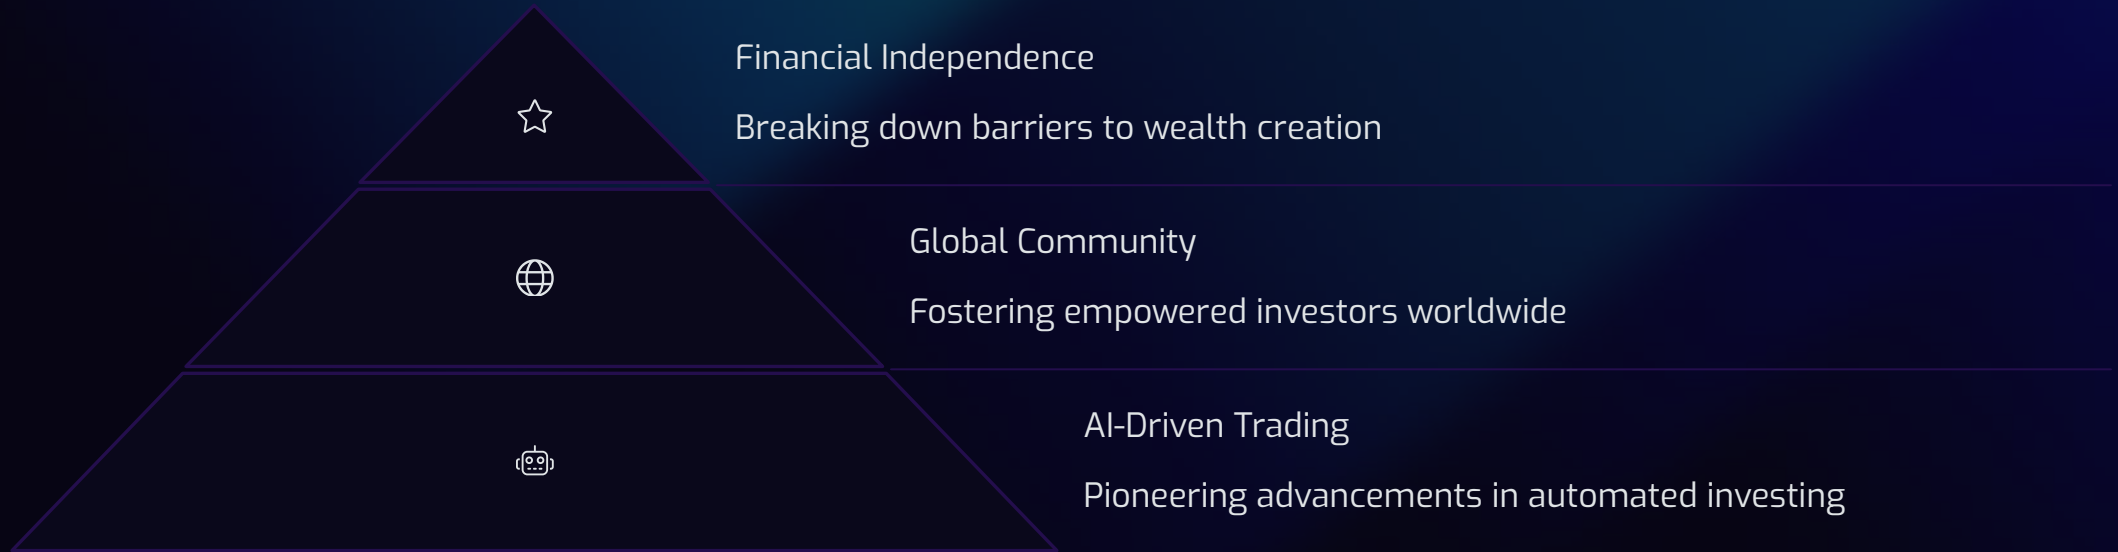 Financial Independence
Breaking down barriers to wealth creation
Global Community
Fostering empowered investors worldwide
AI-Driven Trading
Pioneering advancements in automated investing